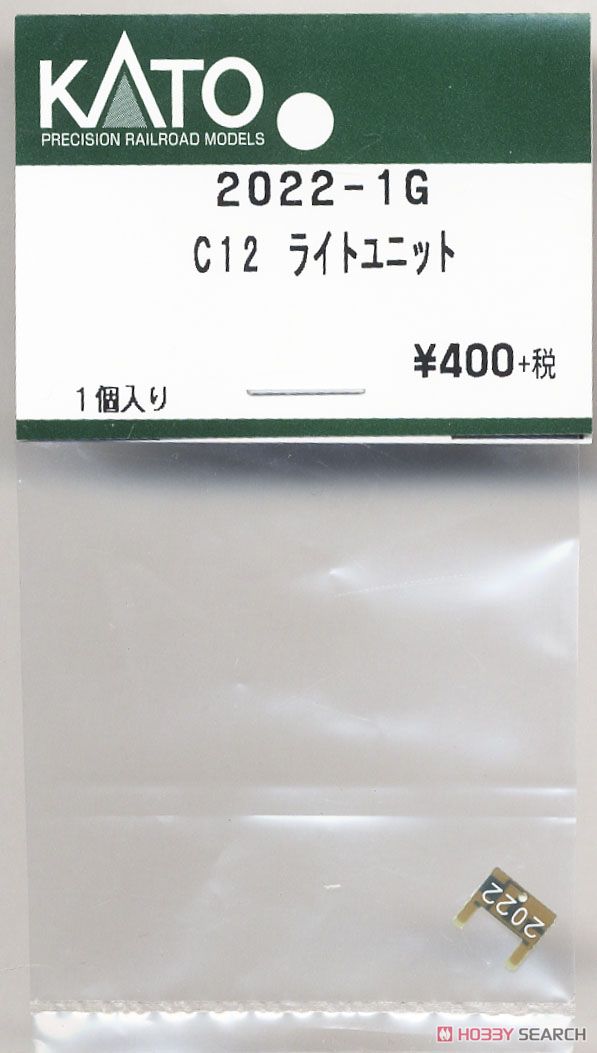 KATO
PRECISION RAILROAD MODELS
2022-1G
C12 ライトユニット
¥400+税
1個入り
2022
HOBBY SEARCH